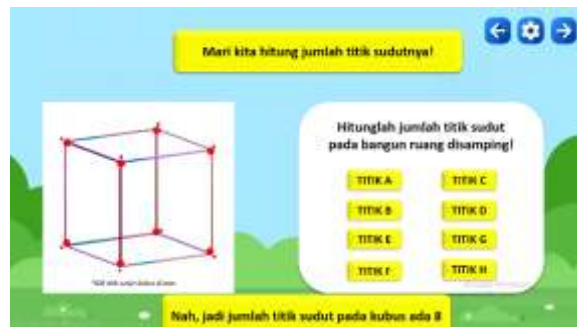 Mari kita hitung jumlah titik sudutnya!
Hitunglah jumlah titik sudut
pada bangun ruang disamping!
TITIK A
TITIK C
TITIK B
TITIK D
TITIK E
TITIK G
TITIK F
TITIK H
Nah, jadi jumlah titik sudut pada kubus ada 8